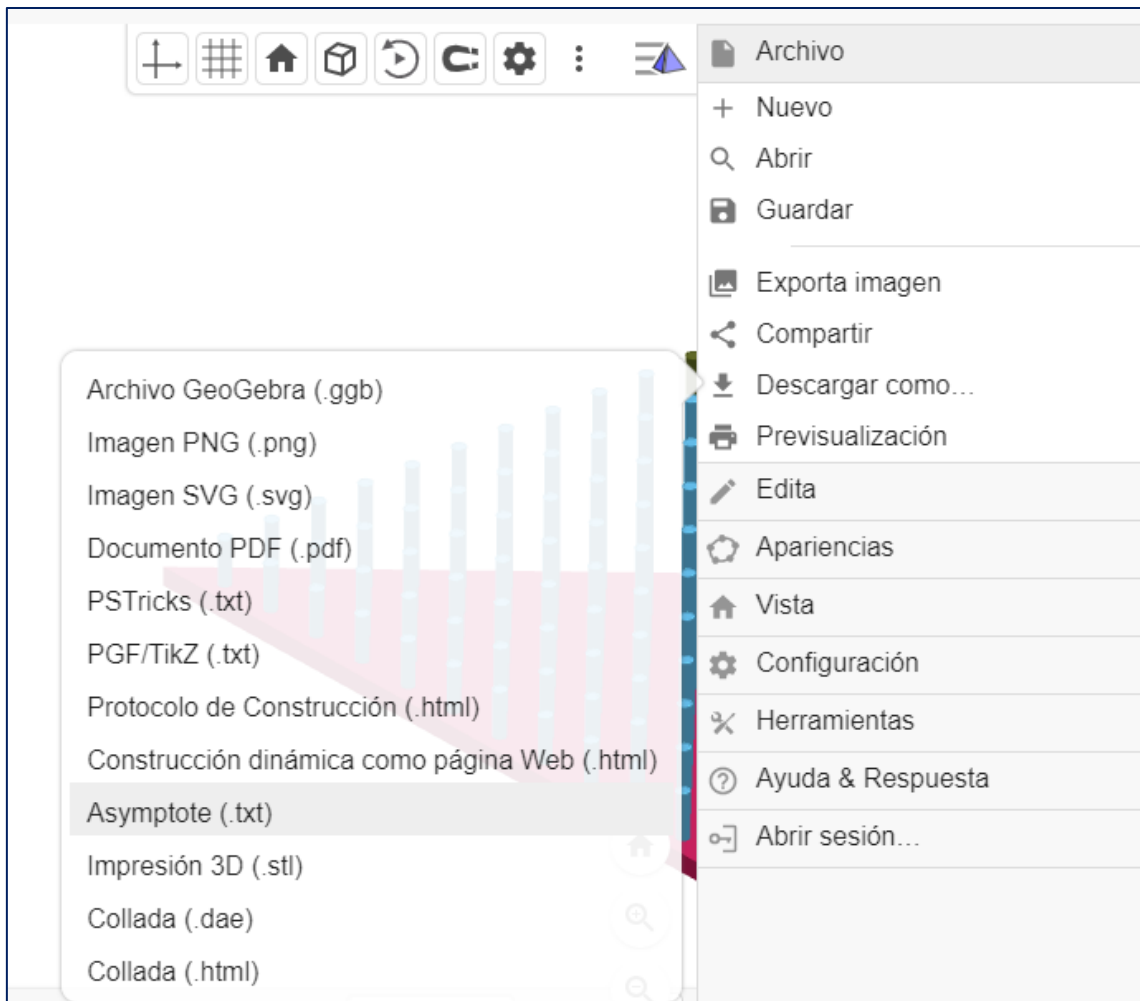 Archivo
Nuevo
Abrir
Guardar
Exporta imagen
Compartir
Descargar como...
Previsualización
Edita
Apariencias
Vista
Configuración
Herramientas
Ayuda & Respuesta
Abrir sesión...
Archivo GeoGebra (.ggb)
Imagen PNG (.png)
Imagen SVG (.svg)
Documento PDF (.pdf)
PSTricks (.txt)
PGF/TikZ (.txt)
Protocolo de Construcción (.html)
Construcción dinámica como página Web (.html)
Asymptote (.txt)
Impresión 3D (.stl)
Collada (.dae)
Collada (.html)